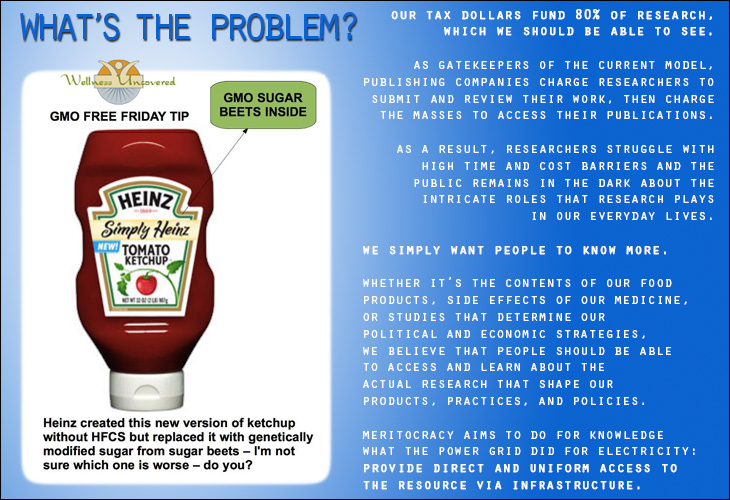 WHAT'S THE PROBLEM?
Wellness Uncovered
GMO FREE FRIDAY TIP
GMO SUGAR
BEETS INSIDE
HEINZ
Simply Heinz
NEW!
TOMATO
KETCHUP
NET WT 32 OZ (2 LB) 907g
Heinz created this new version of ketchup
without HFCS but replaced it with genetically
modified sugar from sugar beets – I'm not
sure which one is worse – do you?
OUR TAX DOLLARS FUND 80% OF RESEARCH,
WHICH WE SHOULD BE ABLE TO SEE.
AS GATEKEEPERS OF THE CURRENT MODEL,
PUBLISHING COMPANIES CHARGE RESEARCHERS TO
SUBMIT AND REVIEW THEIR WORK, THEN CHARGE
THE MASSES TO ACCESS THEIR PUBLICATIONS.
AS A RESULT, RESEARCHERS STRUGGLE WITH
HIGH TIME AND COST BARRIERS AND THE
PUBLIC REMAINS IN THE DARK ABOUT THE
INTRICATE ROLES THAT RESEARCH PLAYS
IN OUR EVERYDAY LIVES.
WE SIMPLY WANT PEOPLE TO KNOW MORE.
WHETHER IT'S THE CONTENTS OF OUR FOOD
PRODUCTS, SIDE EFFECTS OF OUR MEDICINE,
OR STUDIES THAT DETERMINE OUR
POLITICAL AND ECONOMIC STRATEGIES,
WE BELIEVE THAT PEOPLE SHOULD BE ABLE
TO ACCESS AND LEARN ABOUT THE
ACTUAL RESEARCH THAT SHAPE OUR
PRODUCTS, PRACTICES, AND POLICIES.
MERITOCRACY AIMS TO DO FOR KNOWLEDGE
WHAT THE POWER GRID DID FOR ELECTRICITY:
PROVIDE DIRECT AND UNIFORM ACCESS TO
THE RESOURCE VIA INFRASTRUCTURE.